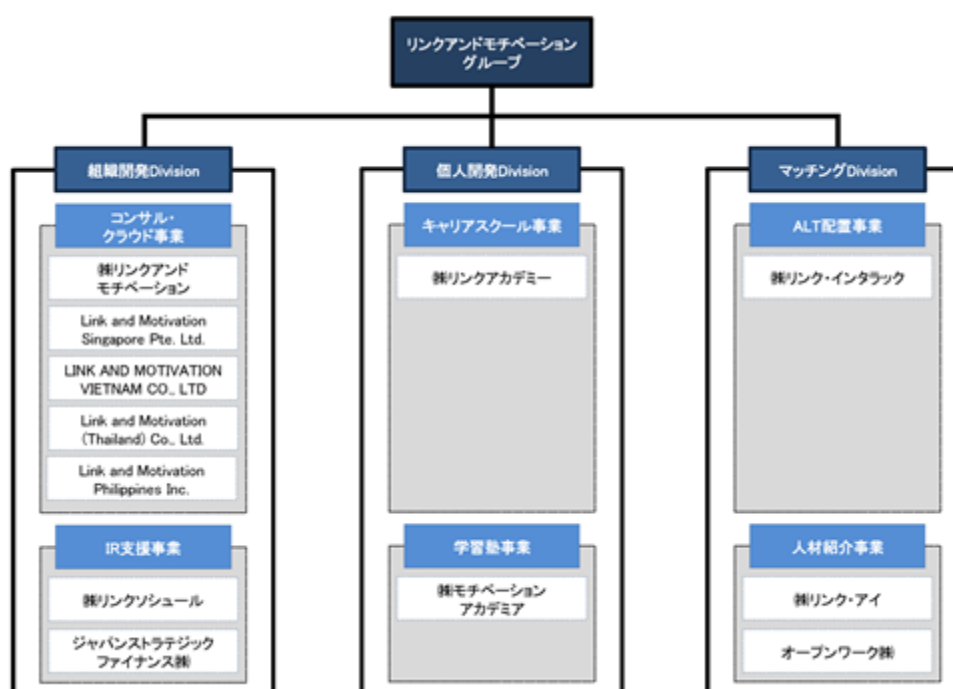 リンクアンドモチベーション
グループ
組織開発Division
コンサル・
クラウド事業
㈱リンクアンド
モチベーション
Link and Motivation
Singapore Pte. Ltd.
LINK AND MOTIVATION
VIETNAM CO., LTD
Link and Motivation
(Thailand) Co., Ltd.
Link and Motivation
Philippines Inc.
IR支援事業
㈱リンクソシュール
ジャパンストラテジック
ファイナンス㈱
個人開発Division
キャリアスクール事業
㈱リンクアカデミー
学習塾事業
㈱モチベーション
アカデミア
マッチングDivision
ALT配置事業
㈱リンク・インタラック
人材紹介事業
㈱リンク・アイ
オープンワーク㈱